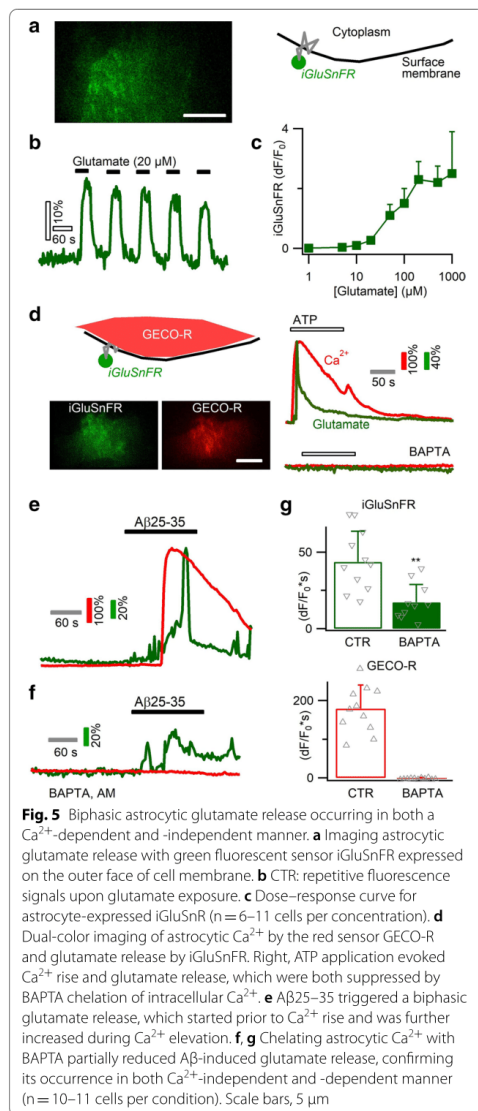 a
Cytoplasm
iGluSnFR
Surface
membrane
b
Glutamate (20 µM)
10%
60 s
c
iGluSnFR (dF/F0)
4
0
1
10
100
1000
[Glutamate] (µM)
d
GECO-R
iGluSnFR
iGluSnFR
GECO-R
ATP
Ca2+
100%
40%
50 s
Glutamate
BAPTA
e
Aβ25-35
60 s
100%
20%
f
Aβ25-35
60 s
20%
BAPTA, AM
g
iGluSnFR
(dF/F0*s)
50
0
**
CTR
BAPTA
GECO-R
(dF/F0*s)
200
0
CTR
BAPTA
Fig. 5 Biphasic astrocytic glutamate release occurring in both a
Ca2+-dependent and -independent manner. a Imaging astrocytic
glutamate release with green fluorescent sensor iGluSnFR expressed
on the outer face of cell membrane. b CTR: repetitive fluorescence
signals upon glutamate exposure. c Dose–response curve for
astrocyte-expressed iGluSnR (n = 6–11 cells per concentration). d
Dual-color imaging of astrocytic Ca2+ by the red sensor GECO-R
and glutamate release by iGluSnFR. Right, ATP application evoked
Ca2+ rise and glutamate release, which were both suppressed by
BAPTA chelation of intracellular Ca2+. e Aβ25–35 triggered a biphasic
glutamate release, which started prior to Ca2+ rise and was further
increased during Ca2+ elevation. f, g Chelating astrocytic Ca2+ with
BAPTA partially reduced Aβ-induced glutamate release, confirming
its occurrence in both Ca2+-independent and -dependent manner
(n = 10–11 cells per condition). Scale bars, 5 µm